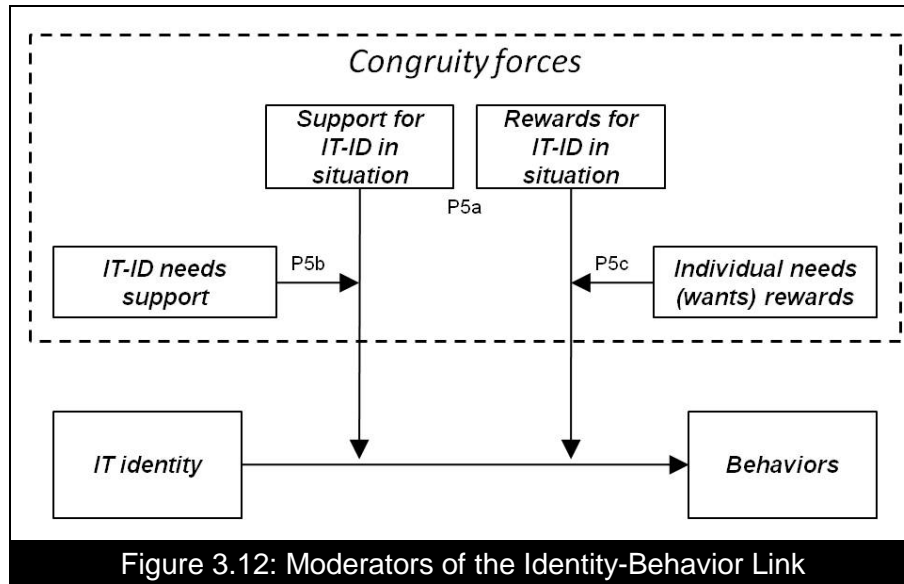 Congruity forces
Support for
IT-ID in
situation
Rewards for
IT-ID in
situation
P5a
IT-ID needs
support
P5b
P5c
Individual needs
(wants) rewards
IT identity
Behaviors
Figure 3.12: Moderators of the Identity-Behavior Link